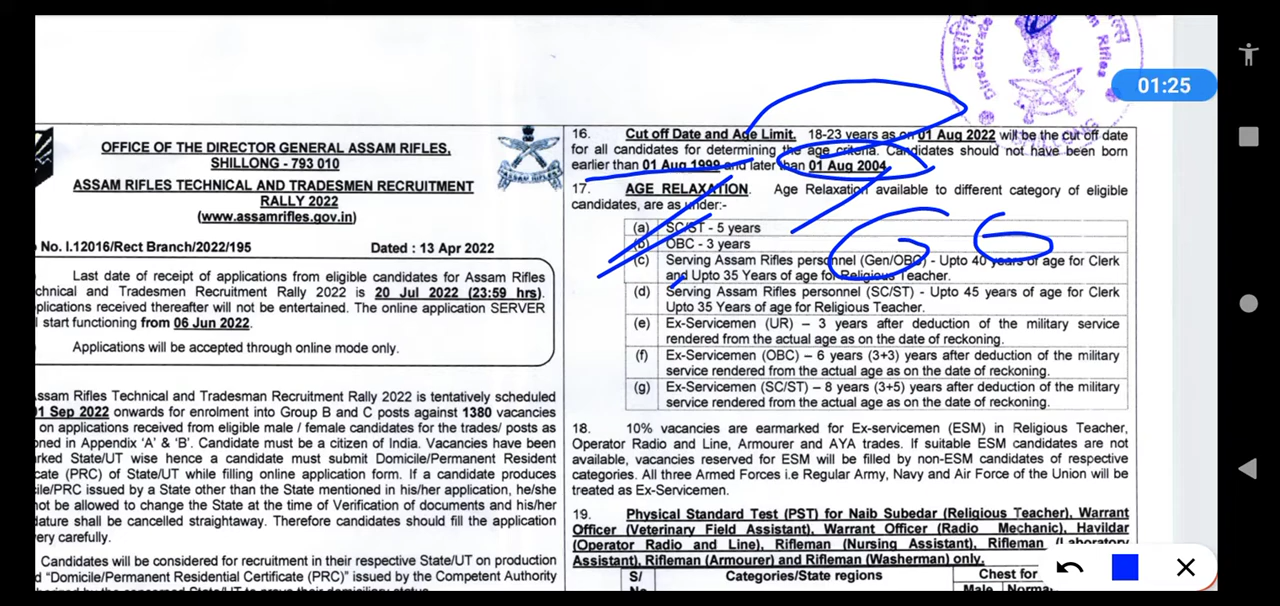 01:25
OFFICE OF THE DIRECTOR GENERAL ASSAM RIFLES,
SHILLONG - 793 010
ASSAM RIFLES TECHNICAL AND TRADESMEN RECRUITMENT
RALLY 2022
(www.assamrifles.gov.in)
No. I.12016/Rect Branch/2022/195 Dated : 13 Apr 2022
Last date of receipt of applications from eligible candidates for Assam Rifles
chnical and Tradesmen Recruitment Rally 2022 is 20 Jul 2022 (23:59 hrs).
plications received thereafter will not be entertained. The online application SERVER
l start functioning from 06 Jun 2022.
Applications will be accepted through online mode only.
ssam Rifles Technical and Tradesman Recruitment Rally 2022 is tentatively scheduled
01 Sep 2022 onwards for enrolment into Group B and C posts against 1380 vacancies
on applications received from eligible male / female candidates for the trades/ posts as
oned in Appendix ‘A’ & ‘B’. Candidate must be a citizen of India. Vacancies have been
rked State/UT wise hence a candidate must submit Domicile/Permanent Resident
cate (PRC) of State/UT while filling online application form. If a candidate produces
cile/PRC issued by a State other than the State mentioned in his/her application, he/she
not be allowed to change the State at the time of Verification of documents and his/her
dature shall be cancelled straightaway. Therefore candidates should fill the application
ery carefully.
Candidates will be considered for recruitment in their respective State/UT on production
“Domicile/Permanent Residential Certificate (PRC)” issued by the Competent Authority
16. Cut off Date and Age Limit. 18-23 years as on 01 Aug 2022 will be the cut off date
for all candidates for determining the age criteria. Candidates should not have been born
earlier than 01 Aug 1999 and later than 01 Aug 2004.
17. AGE RELAXATION. Age Relaxation available to different category of eligible
candidates, are as under:-
(a) SC/ST - 5 years
(b) OBC - 3 years
(c) Serving Assam Rifles personnel (Gen/OBC) - Upto 40 years of age for Clerk
and Upto 35 Years of age for Religious Teacher.
(d) Serving Assam Rifles personnel (SC/ST) - Upto 45 years of age for Clerk
Upto 35 Years of age for Religious Teacher.
(e) Ex-Servicemen (UR) – 3 years after deduction of the military service
rendered from the actual age as on the date of reckoning.
(f) Ex-Servicemen (OBC) – 6 years (3+3) years after deduction of the military
service rendered from the actual age as on the date of reckoning.
(g) Ex-Servicemen (SC/ST) – 8 years (3+5) years after deduction of the military
service rendered from the actual age as on the date of reckoning.
18. 10% vacancies are earmarked for Ex-servicemen (ESM) in Religious Teacher,
Operator Radio and Line, Armourer and AYA trades. If suitable ESM candidates are not
available, vacancies reserved for ESM will be filled by non-ESM candidates of respective
categories. All three Armed Forces i.e Regular Army, Navy and Air Force of the Union will be
treated as Ex-Servicemen.
19. Physical Standard Test (PST) for Naib Subedar (Religious Teacher), Warrant
Officer (Veterinary Field Assistant), Warrant Officer (Radio Mechanic), Havildar
(Operator Radio and Line), Rifleman (Nursing Assistant), Rifleman (Laboratory
Assistant), Rifleman (Armourer) and Rifleman (Washerman) only.
S/ Categories/State regions Chest for